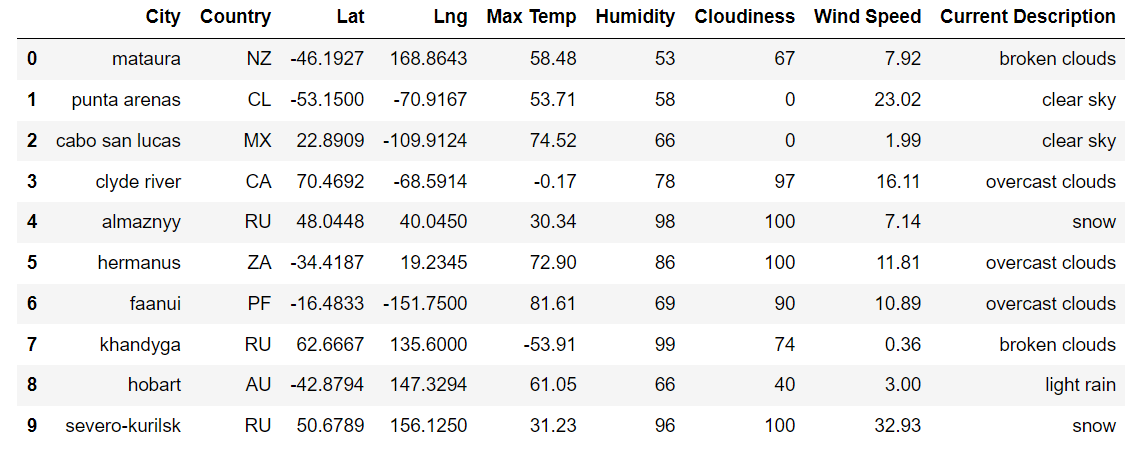 City Country Lat Lng Max Temp Humidity Cloudiness Wind Speed Current Description
0 mataura NZ -46.1927 168.8643 58.48 53 67 7.92 broken clouds
1 punta arenas CL -53.1500 -70.9167 53.71 58 0 23.02 clear sky
2 cabo san lucas MX 22.8909 -109.9124 74.52 66 0 1.99 clear sky
3 clyde river CA 70.4692 -68.5914 -0.17 78 97 16.11 overcast clouds
4 almaznyy RU 48.0448 40.0450 30.34 98 100 7.14 snow
5 hermanus ZA -34.4187 19.2345 72.90 86 100 11.81 overcast clouds
6 faanui PF -16.4833 -151.7500 81.61 69 90 10.89 overcast clouds
7 khandyga RU 62.6667 135.6000 -53.91 99 74 0.36 broken clouds
8 hobart AU -42.8794 147.3294 61.05 66 40 3.00 light rain
9 severo-kurilsk RU 50.6789 156.1250 31.23 96 100 32.93 snow